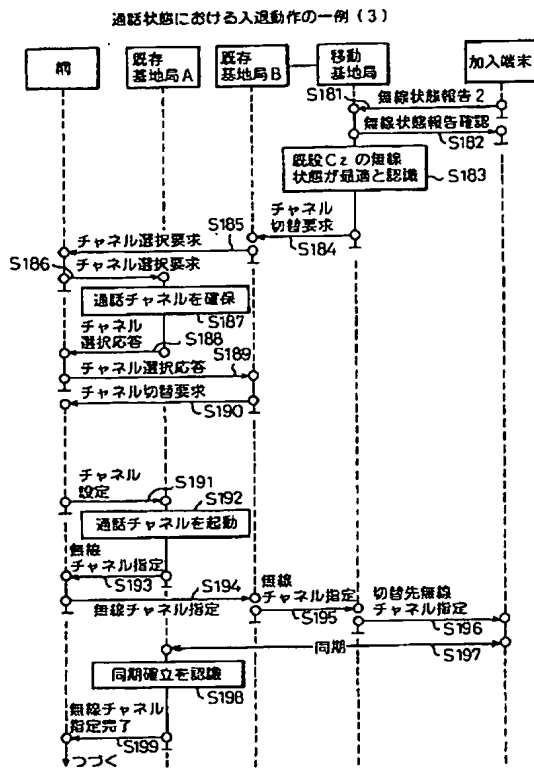 通話状態における入退動作の一例(3)
網
既存
基地局A
既存
基地局B
移動
基地局
加入端末
S181
無線状態報告2
無線状態報告確認
S182
既設Czの無線
状態が最適と認識
S183
チャネル
切替要求
S184
S185
チャネル選択要求
S186
チャネル選択要求
通話チャネルを確保
S187
チャネル
選択応答
S188
S189
チャネル選択応答
チャネル切替要求
S190
チャネル
設定
S191
S192
通話チャネルを起動
無線
チャネル指定
S193
S194
無線チャネル指定
無線
チャネル指定
S195
切替先無線
チャネル指定
S196
同期
S197
同期確立を認識
S198
無線チャネル
指定完了
S199
つづく